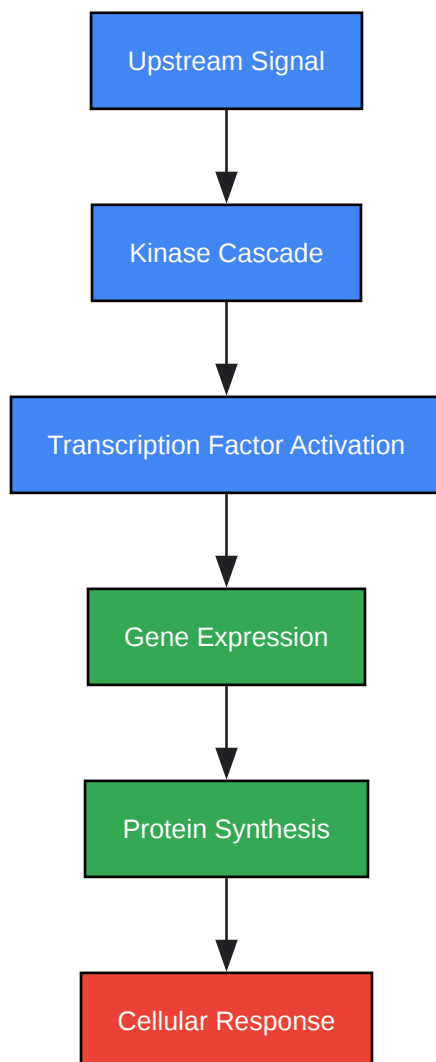 Upstream Signal
Kinase Cascade
Transcription Factor Activation
Gene Expression
Protein Synthesis
Cellular Response